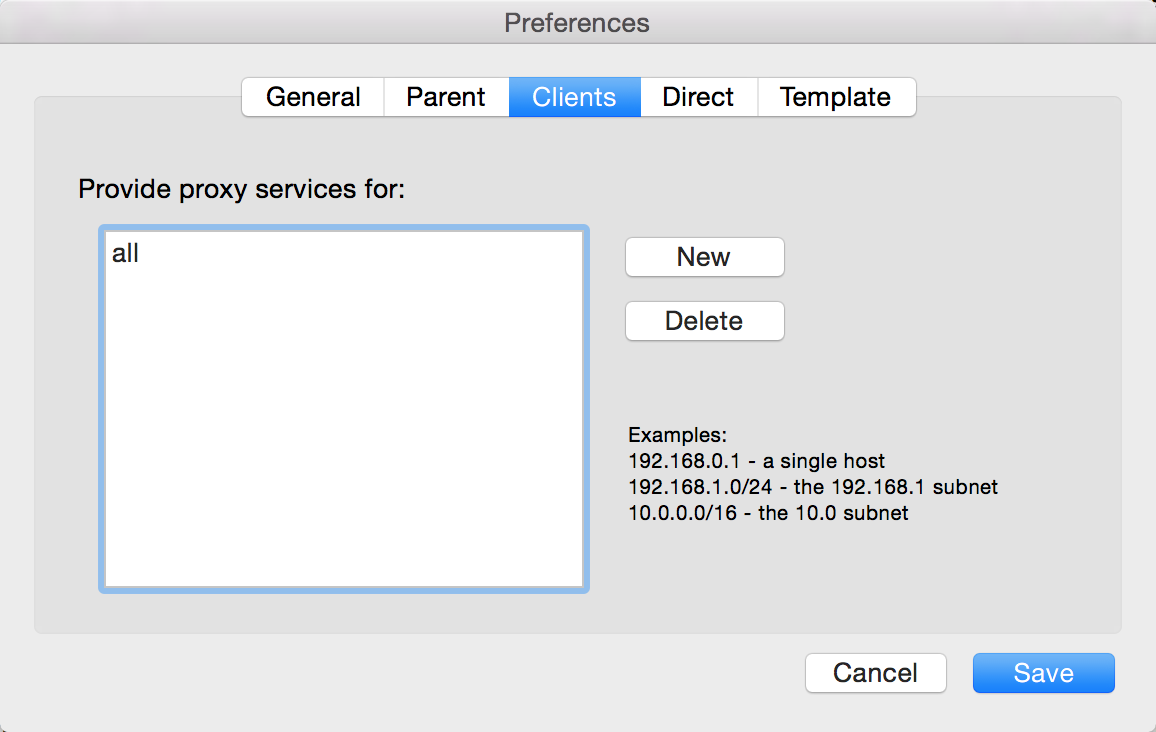 Preferences
General Parent Clients Direct Template
Provide proxy services for:
all
New
Delete
Examples:
192.168.0.1 - a single host
192.168.1.0/24 - the 192.168.1 subnet
10.0.0.0/16 - the 10.0 subnet
Cancel Save